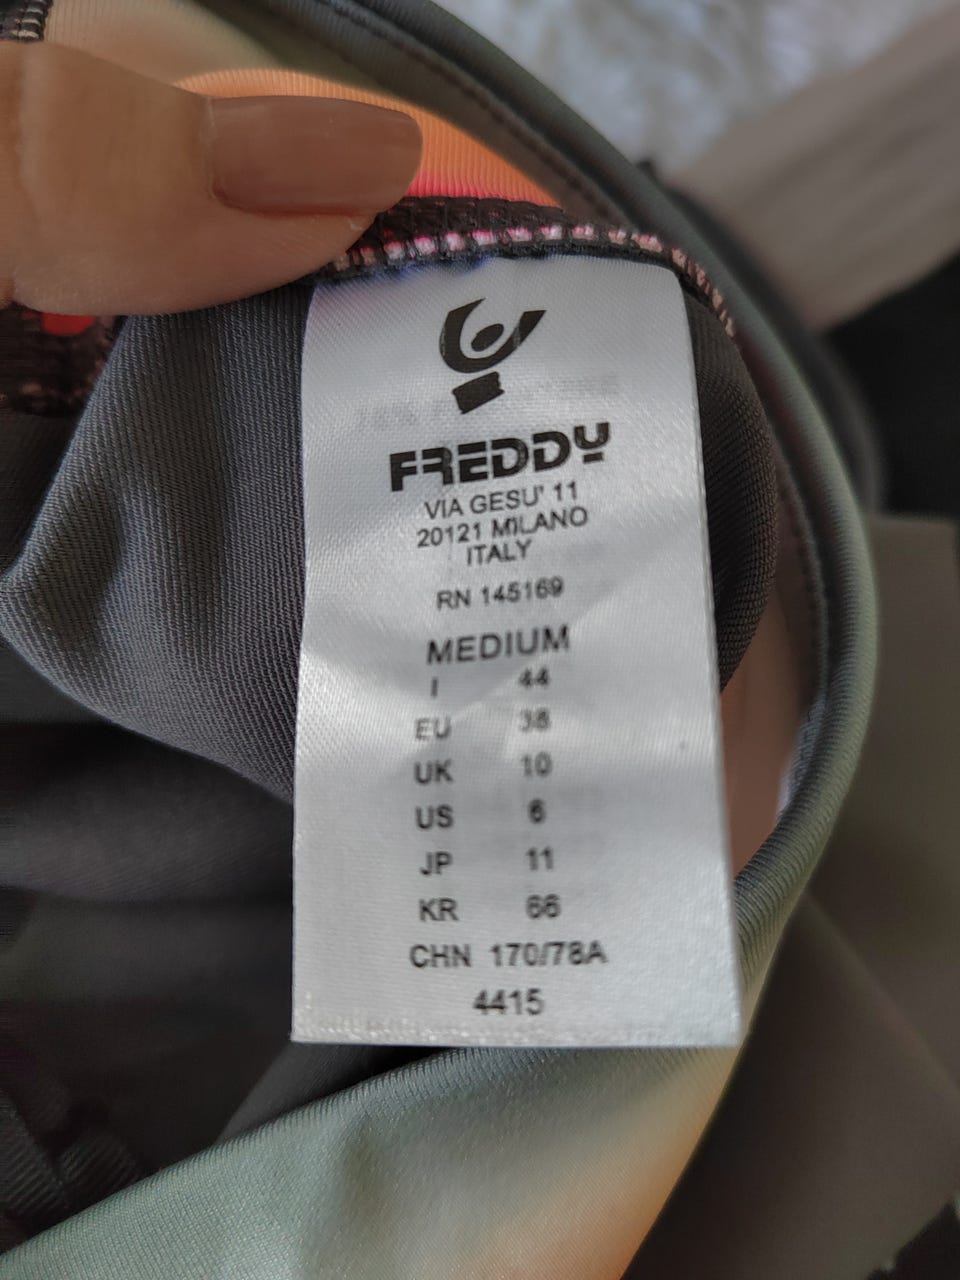 FREDDY
VIA GESU' 11
20121 MILANO
ITALY
RN 145169
MEDIUM
I 44
EU 38
UK 10
US 6
JP 11
KR 66
CHN 170/78A
4415